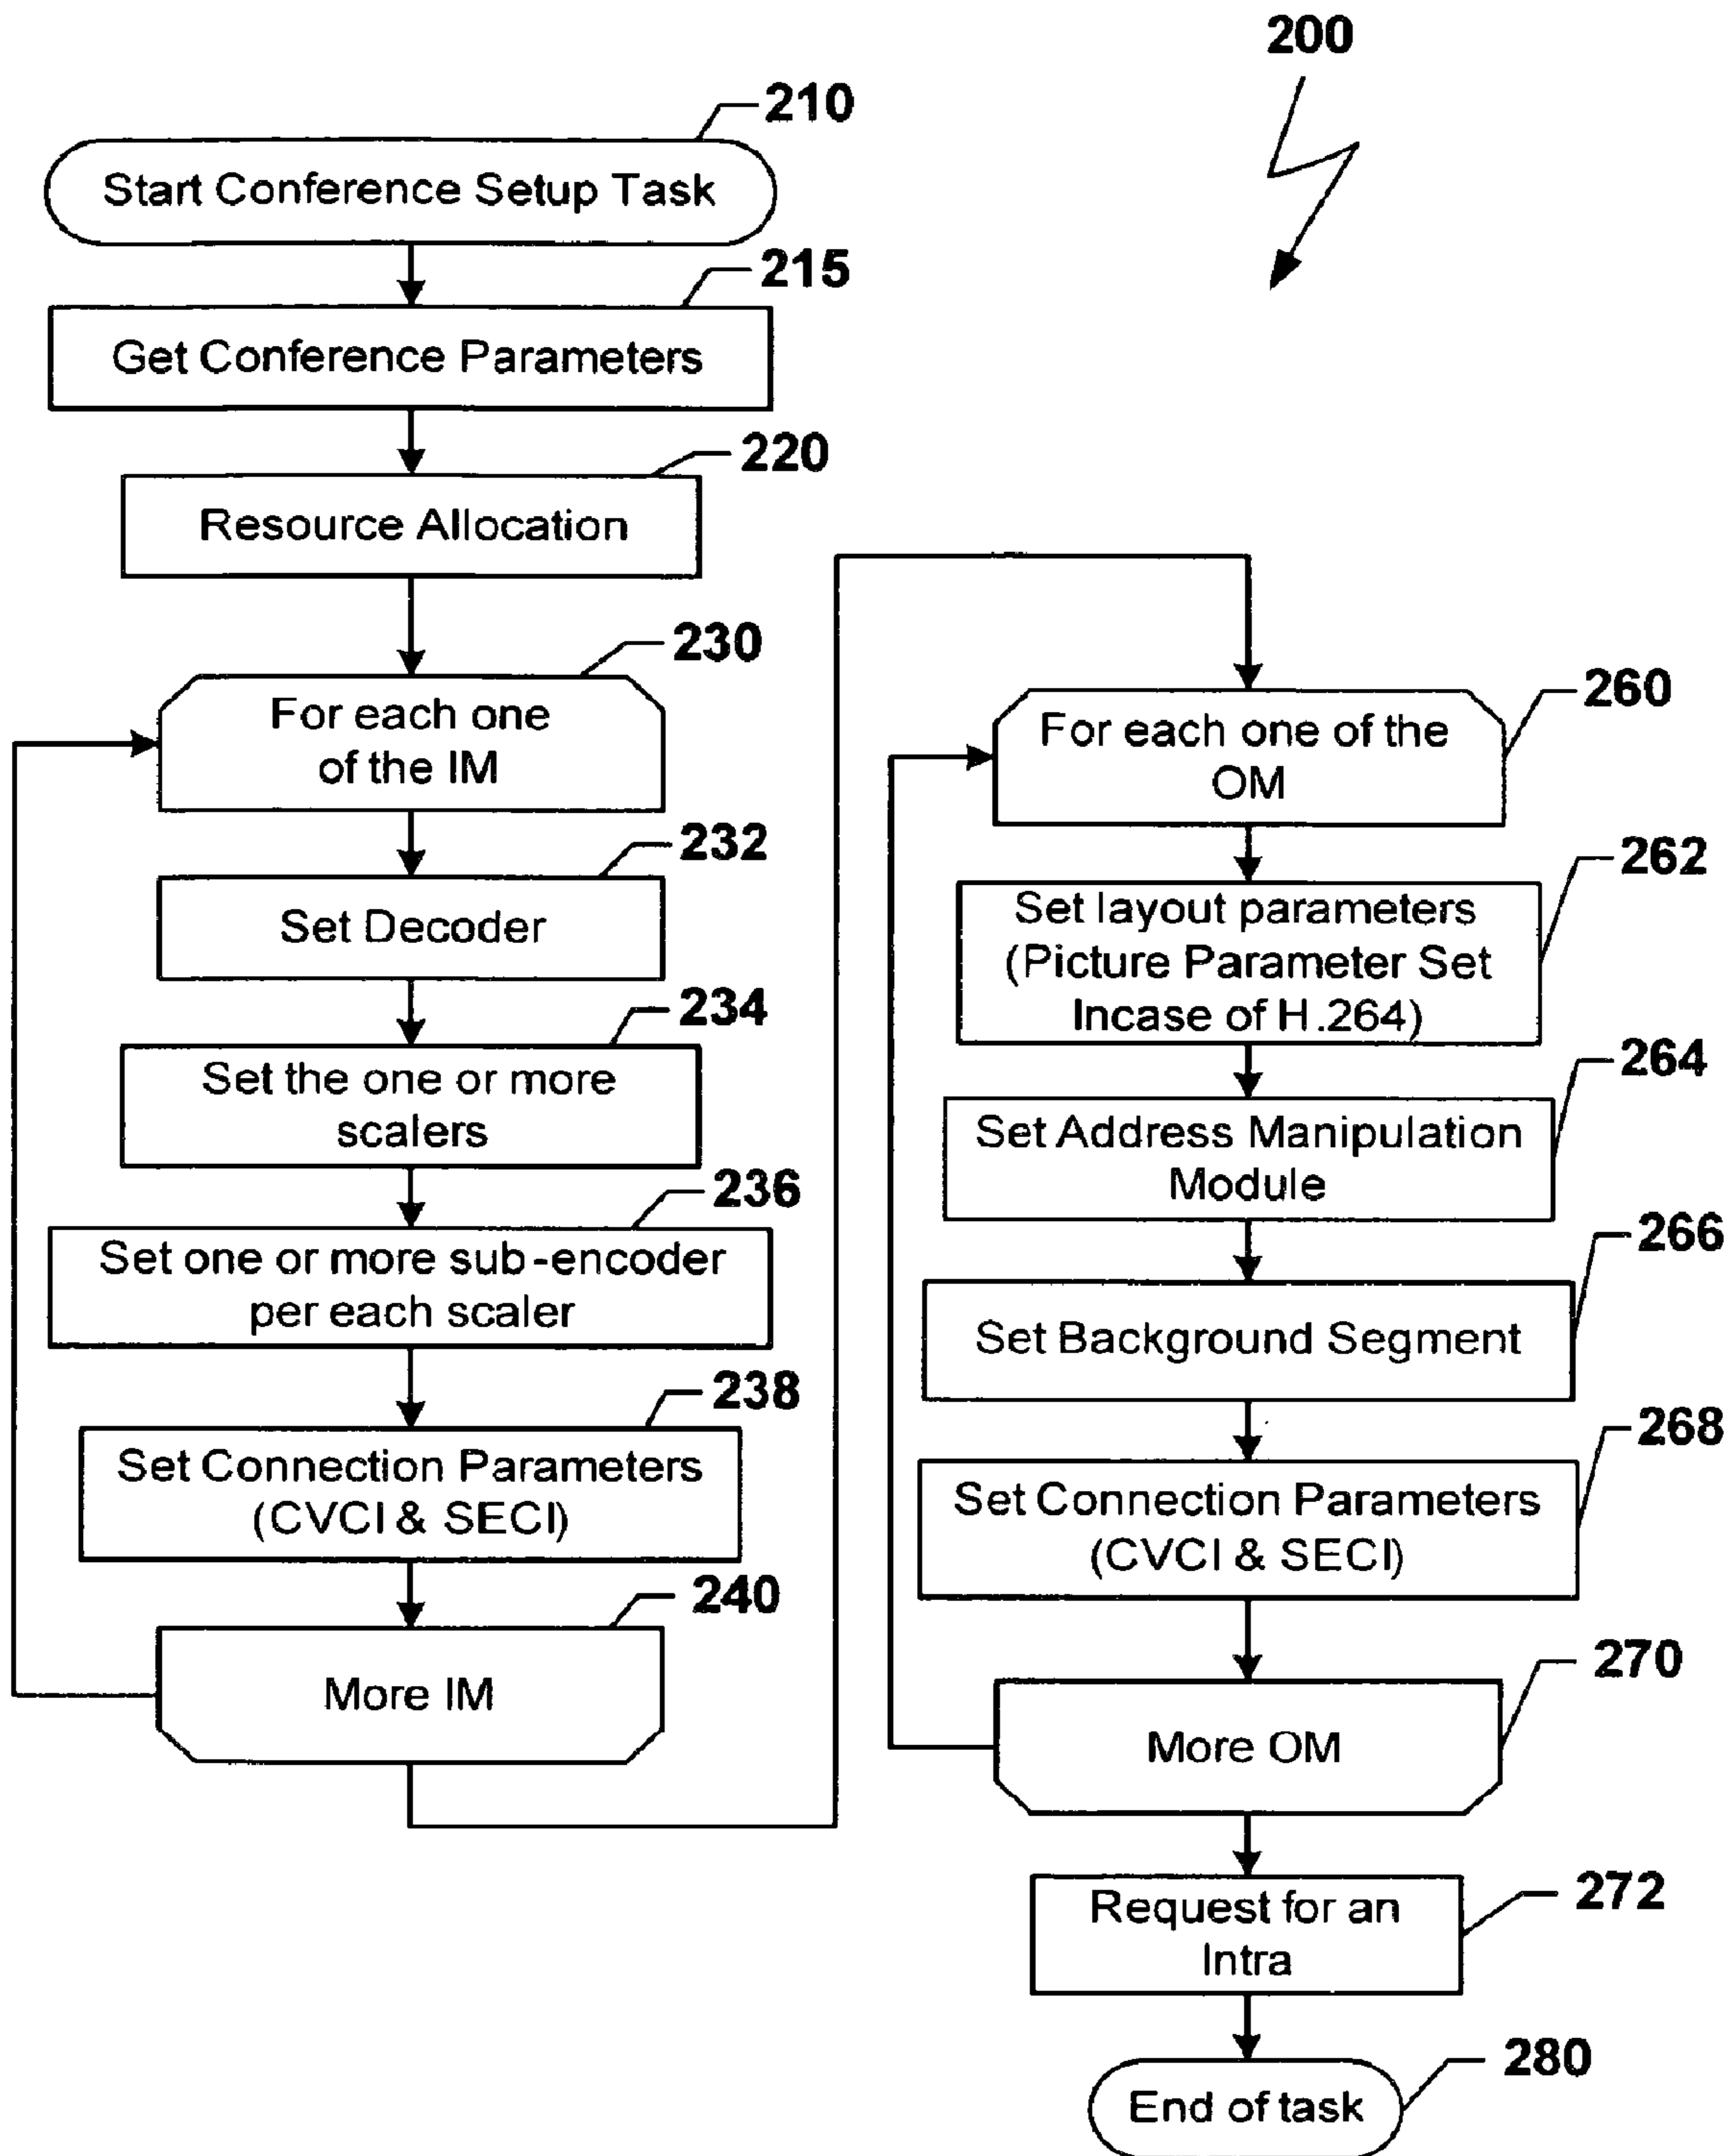 200
210
Start Conference Setup Task
215
Get Conference Parameters
220
Resource Allocation
230
For each one
of the IM
232
Set Decoder
234
Set the one or more
scalers
236
Set one or more sub-encoder
per each scaler
238
Set Connection Parameters
(CVCI & SECI)
240
More IM
260
For each one of the
OM
262
Set layout parameters
(Picture Parameter Set
Incase of H.264)
264
Set Address Manipulation
Module
266
Set Background Segment
268
Set Connection Parameters
(CVCI & SECI)
270
More OM
272
Request for an
Intra
280
End of task